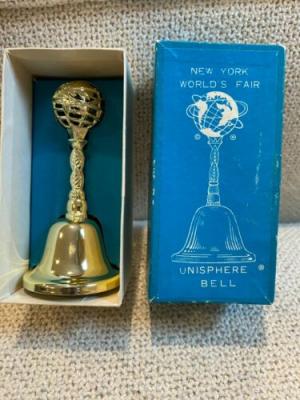 NEW YORK
WORLD'S FAIR
© ®
UNISPHERE ®
BELL